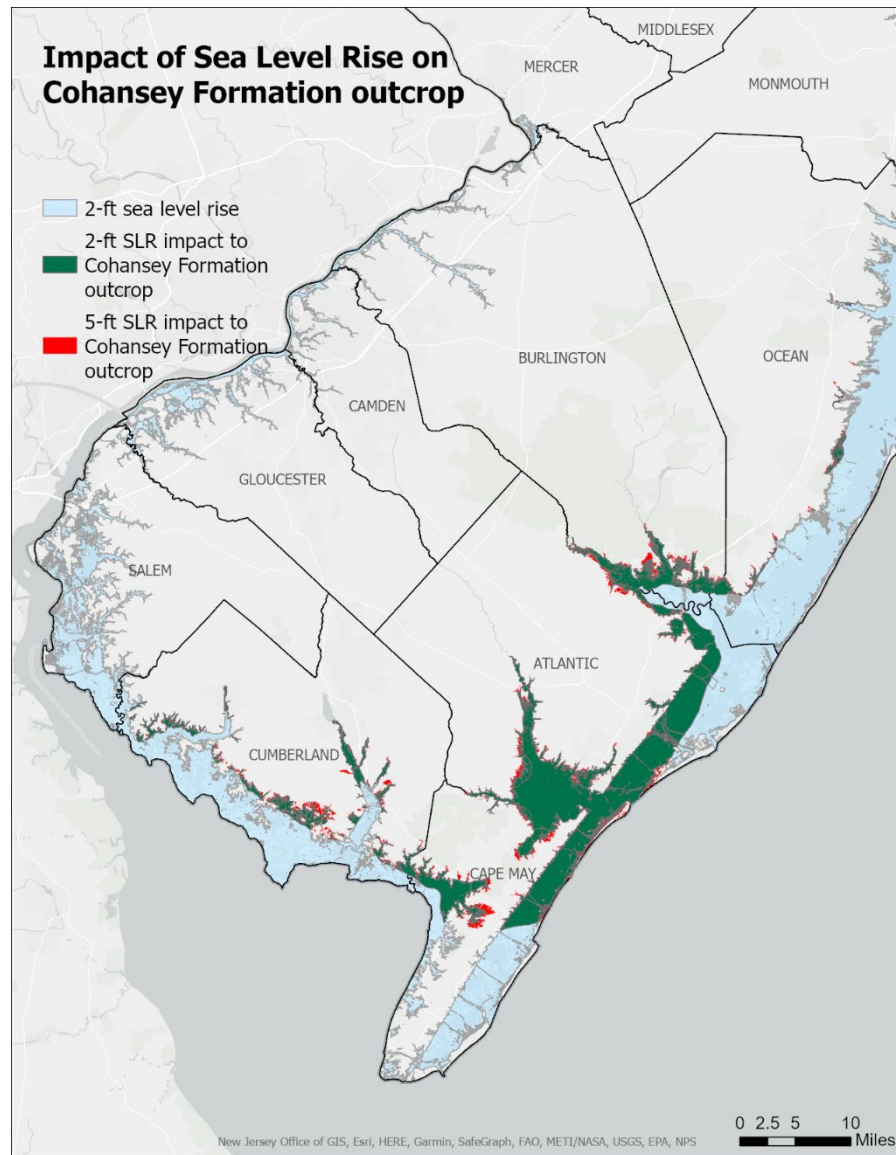 Impact of Sea Level Rise on
Cohansey Formation outcrop
MIDDLESEX
MERCER
MONMOUTH
2-ft sea level rise
2-ft SLR impact to
Cohansey Formation
outcrop
5-ft SLR impact to
Cohansey Formation
outcrop
BURLINGTON
OCEAN
CAMDEN
GLOUCESTER
SALEM
ATLANTIC
CUMBERLAND
CAPE MAY
0 2.5 5 10
Miles
New Jersey Office of GIS, Esri, HERE, Garmin, SafeGraph, FAO, METI/NASA, USGS, EPA, NPS